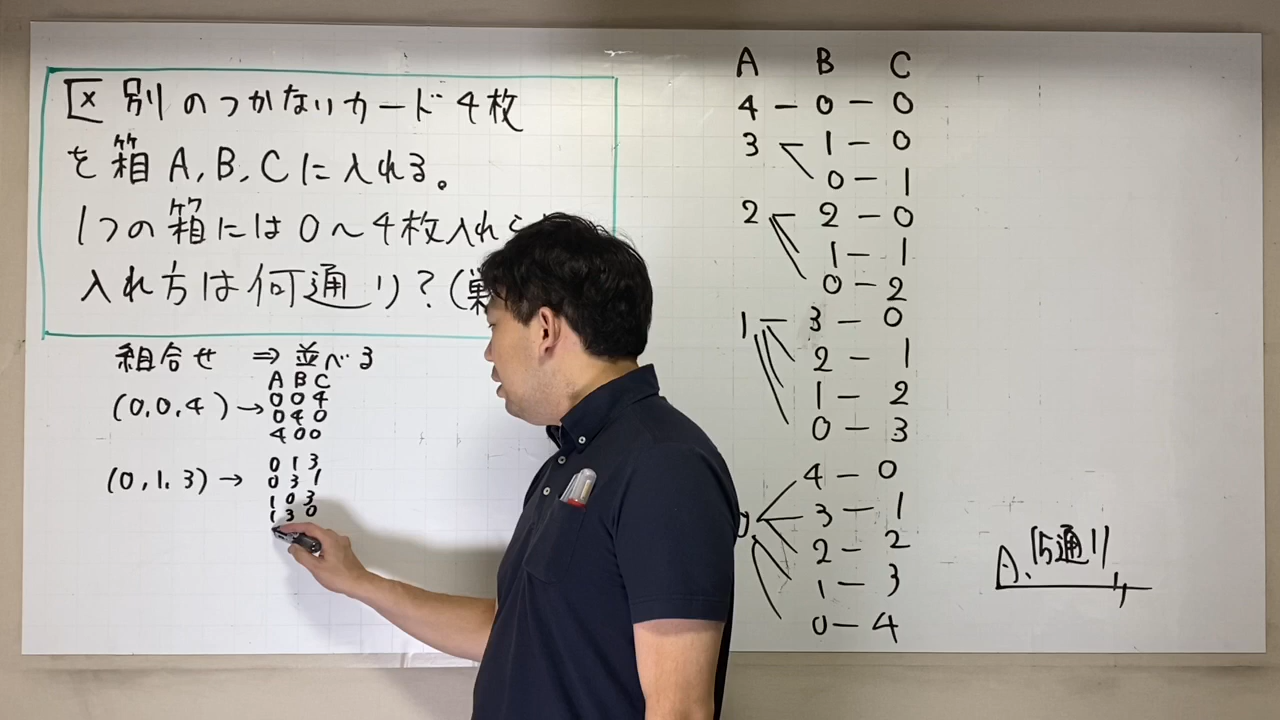 区別のつかないカード4枚
を箱A,B,Cに入れる。
1つの箱には0〜4枚入れ
入れ方は何通り?(巣
組合せ ⇒ 並べる
A B C
(0,0,4) → 0 0 4
0 4 0
4 0 0
0 1 3
(0,1,3) → 0 3 1
1 0 3
1 3 0
A B C
4 - 0 - 0
3 1 - 0
0 - 1
2 2 - 0
1 - 1
0 - 2
1 - 3 - 0
2 - 1
1 - 2
0 - 3
4 - 0
0 3 - 1
2 - 2
1 - 3
0 - 4
A. 15通り